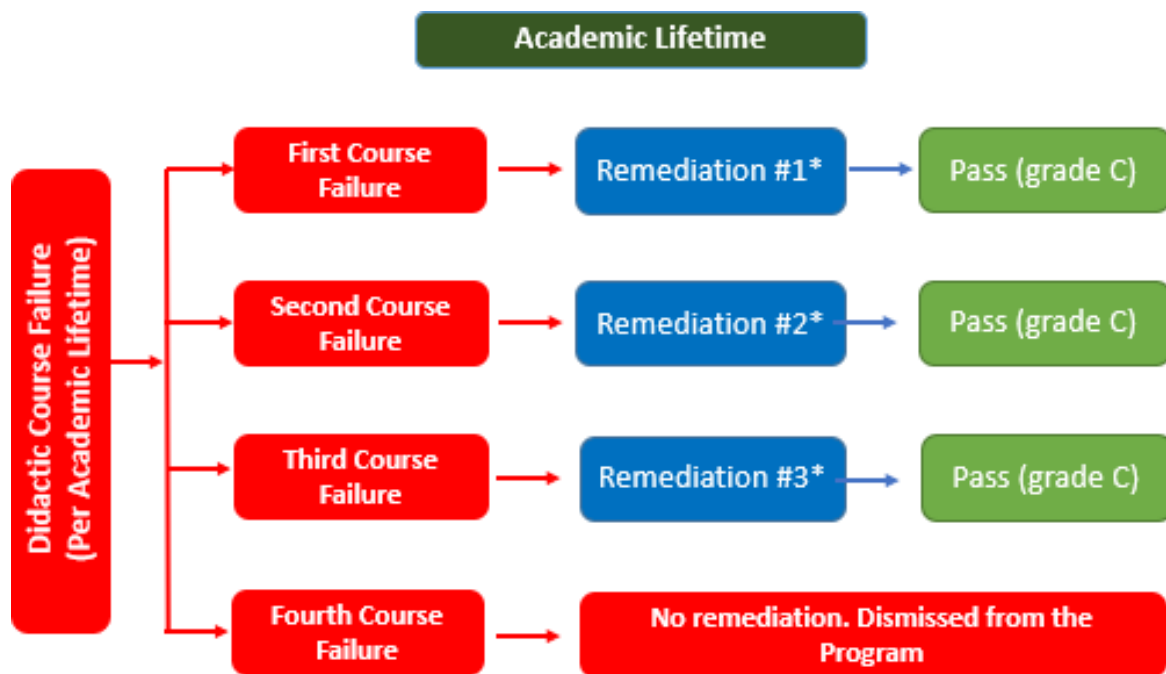 Academic Lifetime
Didactic Course Failure
(Per Academic Lifetime)
First Course
Failure
Remediation #1*
Pass (grade C)
Second Course
Failure
Remediation #2*
Pass (grade C)
Third Course
Failure
Remediation #3*
Pass (grade C)
Fourth Course
Failure
No remediation. Dismissed from the
Program